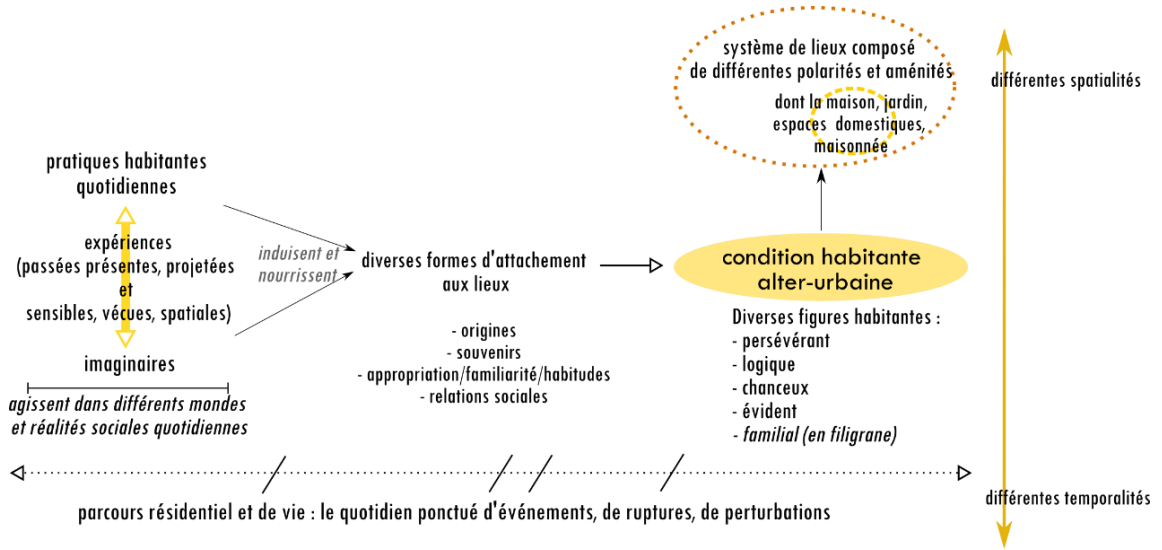 système de lieux composé
de différentes polarités et aménités
dont la maison, jardin,
espaces domestiques,
maisonnée
différentes spatialités
pratiques habitantes
quotidiennes
expériences
(passées présentes, projetées
et
sensibles, vécues, spatiales)
imaginaires
agissent dans différents mondes
et réalités sociales quotidiennes
induisent et
nourrissent
diverses formes d'attachement
aux lieux
- origines
- souvenirs
- appropriation/familiarité/habitudes
- relations sociales
condition habitante
alter-urbaine
Diverses figures habitantes :
- persévérant
- logique
- chanceux
- évident
- familial (en filigrane)
différentes temporalités
parcours résidentiel et de vie : le quotidien ponctué d'événements, de ruptures, de perturbations